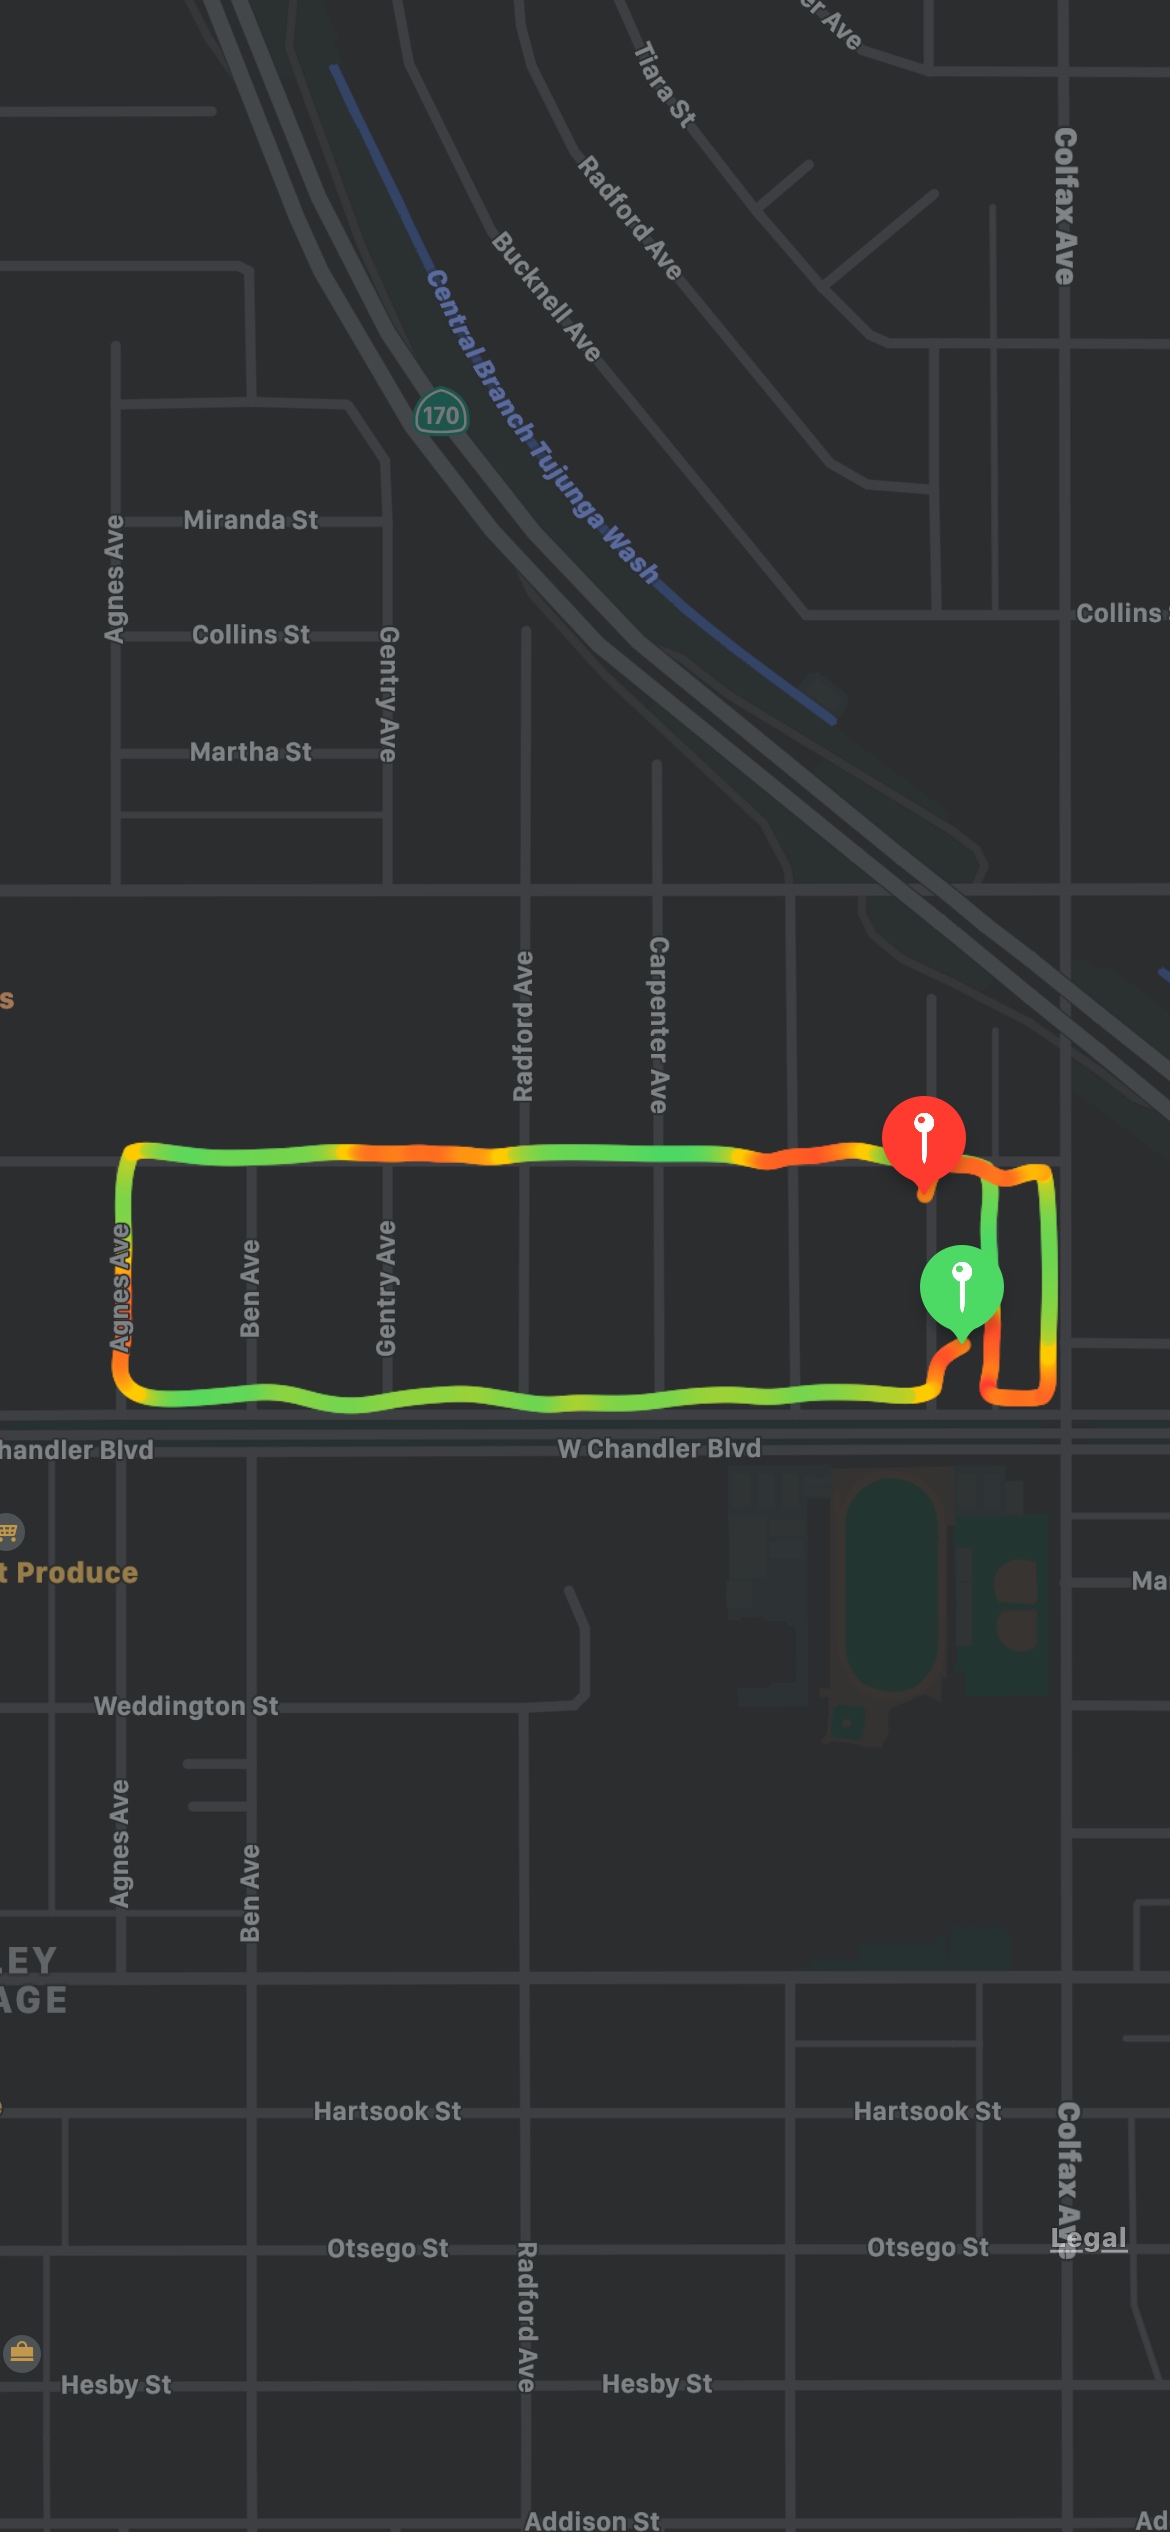 er Ave
Tiara St
Colfax Ave
Radford Ave
Bucknell Ave
Central Branch Tujunga Wash
170
Miranda St
Agnes Ave
Collins St
Collins
Gentry Ave
Martha St
Radford Ave
Carpenter Ave
s
Agnes Ave
Ben Ave
Gentry Ave
handler Blvd
W Chandler Blvd
t Produce
Ma
Weddington St
Agnes Ave
Ben Ave
LEY
AGE
Hartsook St
Hartsook St
Colfax Ave
Otsego St
Otsego St
Legal
Radford Ave
Hesby St
Hesby St
Addison St
Ad